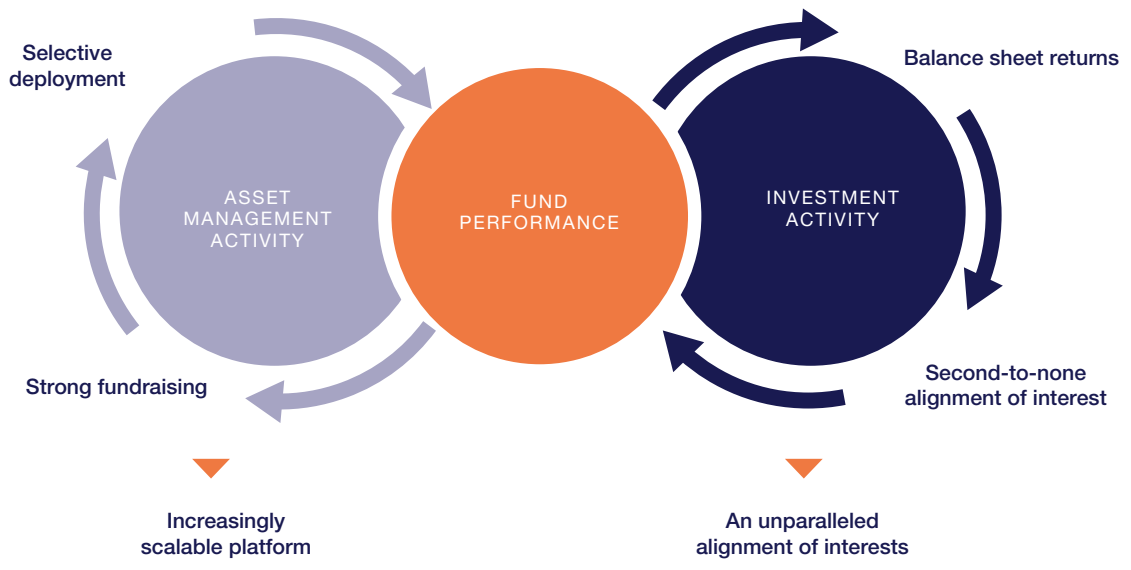 Selective
deployment
Balance sheet returns
ASSET
MANAGEMENT
ACTIVITY
FUND
PERFORMANCE
INVESTMENT
ACTIVITY
Strong fundraising
Second-to-none
alignment of interest
Increasingly
scalable platform
An unparalleled
alignment of interests